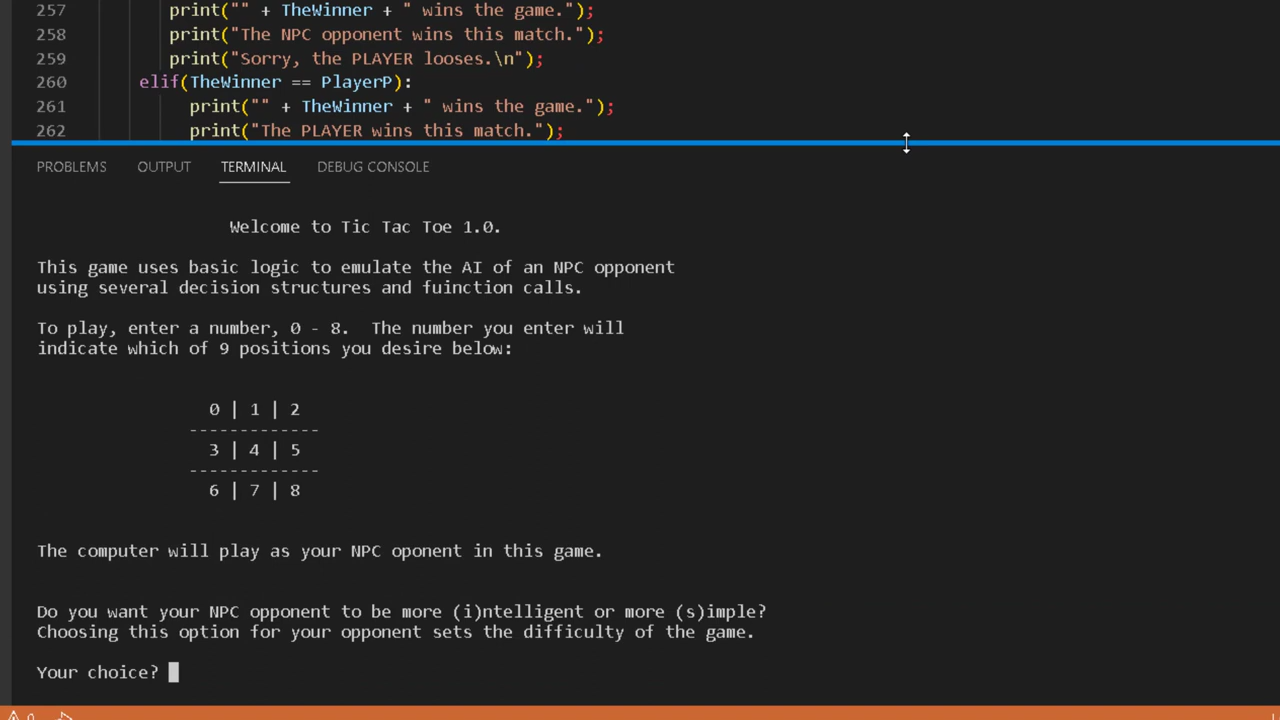 257 print("" + TheWinner + " wins the game.");
258 print("The NPC opponent wins this match.");
259 print("Sorry, the PLAYER looses.\n");
260 elif(TheWinner == PlayerP):
261 print("" + TheWinner + " wins the game.");
262 print("The PLAYER wins this match.");
PROBLEMS OUTPUT TERMINAL DEBUG CONSOLE
Welcome to Tic Tac Toe 1.0.
This game uses basic logic to emulate the AI of an NPC opponent
using several decision structures and fuinction calls.
To play, enter a number, 0 - 8. The number you enter will
indicate which of 9 positions you desire below:
0 | 1 | 2
-------------
3 | 4 | 5
-------------
6 | 7 | 8
The computer will play as your NPC oponent in this game.
Do you want your NPC opponent to be more (i)ntelligent or more (s)imple?
Choosing this option for your opponent sets the difficulty of the game.
Your choice?